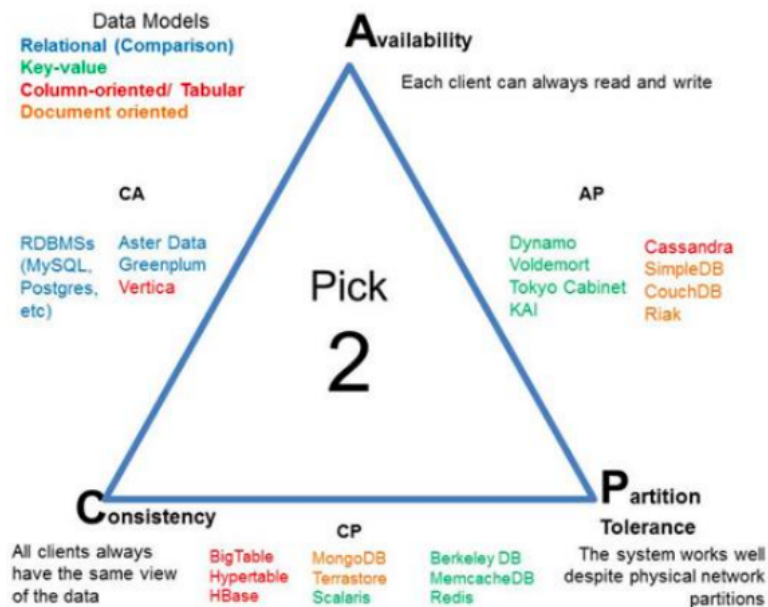 Data Models
Relational (Comparison)
Key-value
Column-oriented/ Tabular
Document oriented
Availability
Each client can always read and write
CA
RDBMSs
(MySQL,
Postgres,
etc)
Aster Data
Greenplum
Vertica
Pick
2
AP
Dynamo
Voldemort
Tokyo Cabinet
KAI
Cassandra
SimpleDB
CouchDB
Riak
Consistency
All clients always
have the same view
of the data
CP
BigTable
Hypertable
HBase
MongoDB
Terrastore
Scalaris
Berkeley DB
MemcacheDB
Redis
Partition
Tolerance
The system works well
despite physical network
partitions